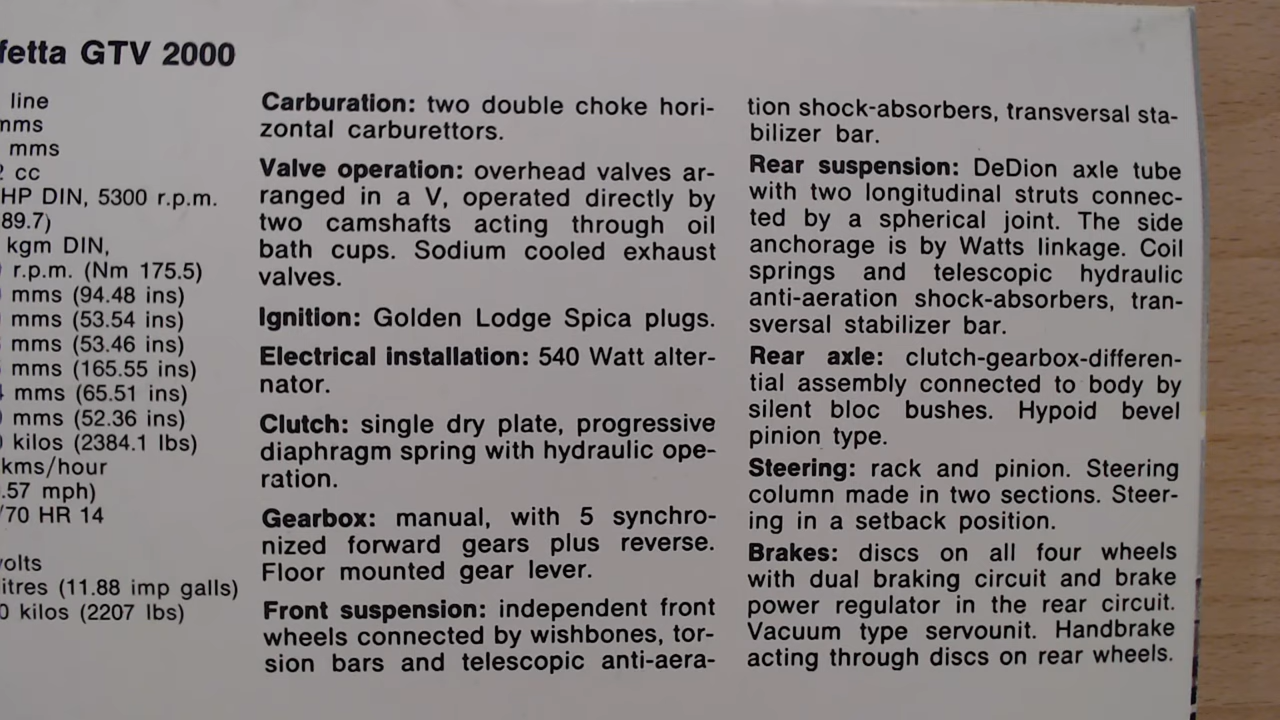 fetta GTV 2000
line
mms
mms
cc
HP DIN, 5300 r.p.m.
89.7)
kgm DIN,
r.p.m. (Nm 175.5)
mms (94.48 ins)
mms (53.54 ins)
mms (53.46 ins)
mms (165.55 ins)
mms (65.51 ins)
mms (52.36 ins)
kilos (2384.1 lbs)
kms/hour
.57 mph)
/70 HR 14
volts
itres (11.88 imp galls)
0 kilos (2207 lbs)
Carburation: two double choke hori-
zontal carburettors.
Valve operation: overhead valves ar-
ranged in a V, operated directly by
two camshafts acting through oil
bath cups. Sodium cooled exhaust
valves.
Ignition: Golden Lodge Spica plugs.
Electrical installation: 540 Watt alter-
nator.
Clutch: single dry plate, progressive
diaphragm spring with hydraulic ope-
ration.
Gearbox: manual, with 5 synchro-
nized forward gears plus reverse.
Floor mounted gear lever.
Front suspension: independent front
wheels connected by wishbones, tor-
sion bars and telescopic anti-aera-
tion shock-absorbers, transversal sta-
bilizer bar.
Rear suspension: DeDion axle tube
with two longitudinal struts connec-
ted by a spherical joint. The side
anchorage is by Watts linkage. Coil
springs and telescopic hydraulic
anti-aeration shock-absorbers, tran-
sversal stabilizer bar.
Rear axle: clutch-gearbox-differen-
tial assembly connected to body by
silent bloc bushes. Hypoid bevel
pinion type.
Steering: rack and pinion. Steering
column made in two sections. Steer-
ing in a setback position.
Brakes: discs on all four wheels
with dual braking circuit and brake
power regulator in the rear circuit.
Vacuum type servounit. Handbrake
acting through discs on rear wheels.